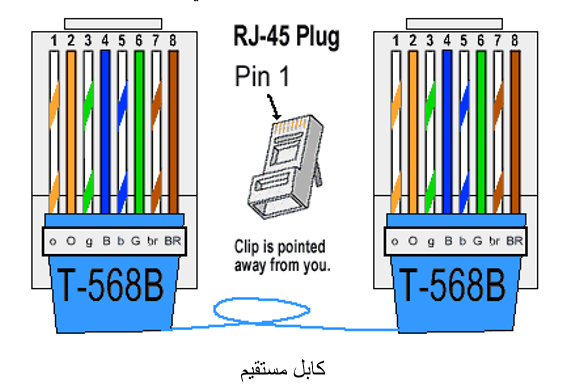 1 2 3 4 5 6 7 8
RJ-45 Plug
Pin 1
Clip is pointed
away from you.
o O g B b G br BR
T-568B
1 2 3 4 5 6 7 8
o O g B b G br BR
T-568B
كابل مستقيم